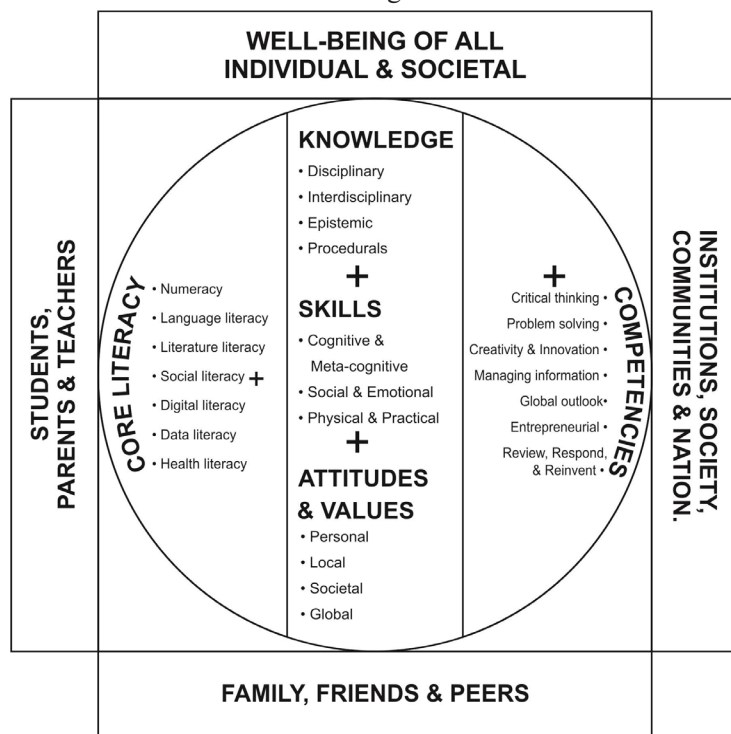 WELL-BEING OF ALL
INDIVIDUAL & SOCIETAL
STUDENTS,
PARENTS & TEACHERS
CORE LITERACY
• Numeracy
• Language literacy
• Literature literacy
• Social literacy +
• Digital literacy
• Data literacy
• Health literacy
KNOWLEDGE
• Disciplinary
• Interdisciplinary
• Epistemic
• Procedurals
+
SKILLS
• Cognitive &
Meta-cognitive
• Social & Emotional
• Physical & Practical
+
ATTITUDES
& VALUES
• Personal
• Local
• Societal
• Global
+
Critical thinking •
Problem solving •
Creativity & Innovation •
Managing information •
Global outlook•
Entrepreneurial •
Review, Respond,
& Reinvent •
COMPETENCIES
INSTITUTIONS, SOCIETY,
COMMUNITIES & NATION.
FAMILY, FRIENDS & PEERS